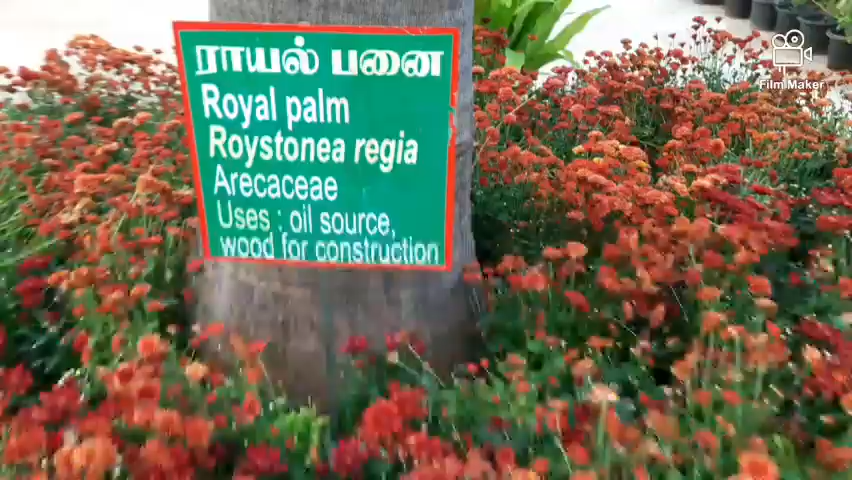 ராயல் பனை
Royal palm
Roystonea regia
Arecaceae
Uses : oil source,
wood for construction
Film Maker